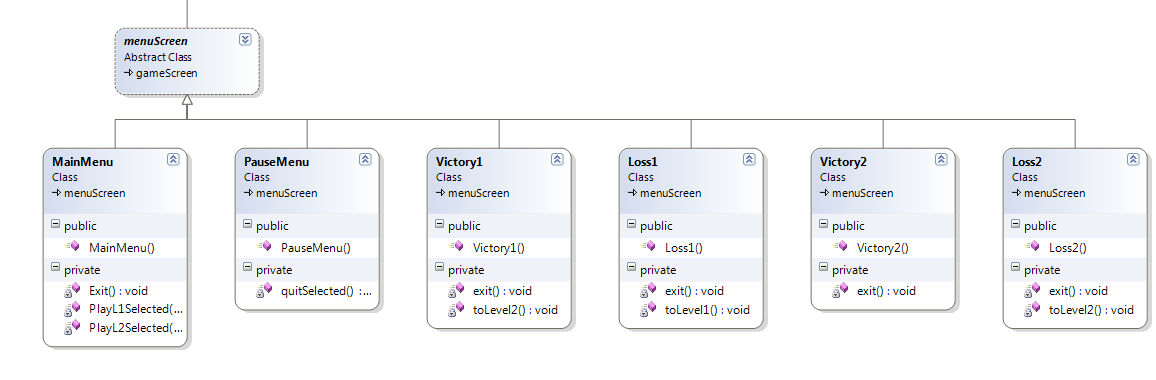 menuScreen
Abstract Class
gameScreen
MainMenu
Class
menuScreen
public
MainMenu()
private
Exit() : void
PlayL1Selected(...
PlayL2Selected(...
PauseMenu
Class
menuScreen
public
PauseMenu()
private
quitSelected() :...
Victory1
Class
menuScreen
public
Victory1()
private
exit() : void
toLevel2() : void
Loss1
Class
menuScreen
public
Loss1()
private
exit() : void
toLevel1() : void
Victory2
Class
menuScreen
public
Victory2()
private
exit() : void
Loss2
Class
menuScreen
public
Loss2()
private
exit() : void
toLevel2() : void